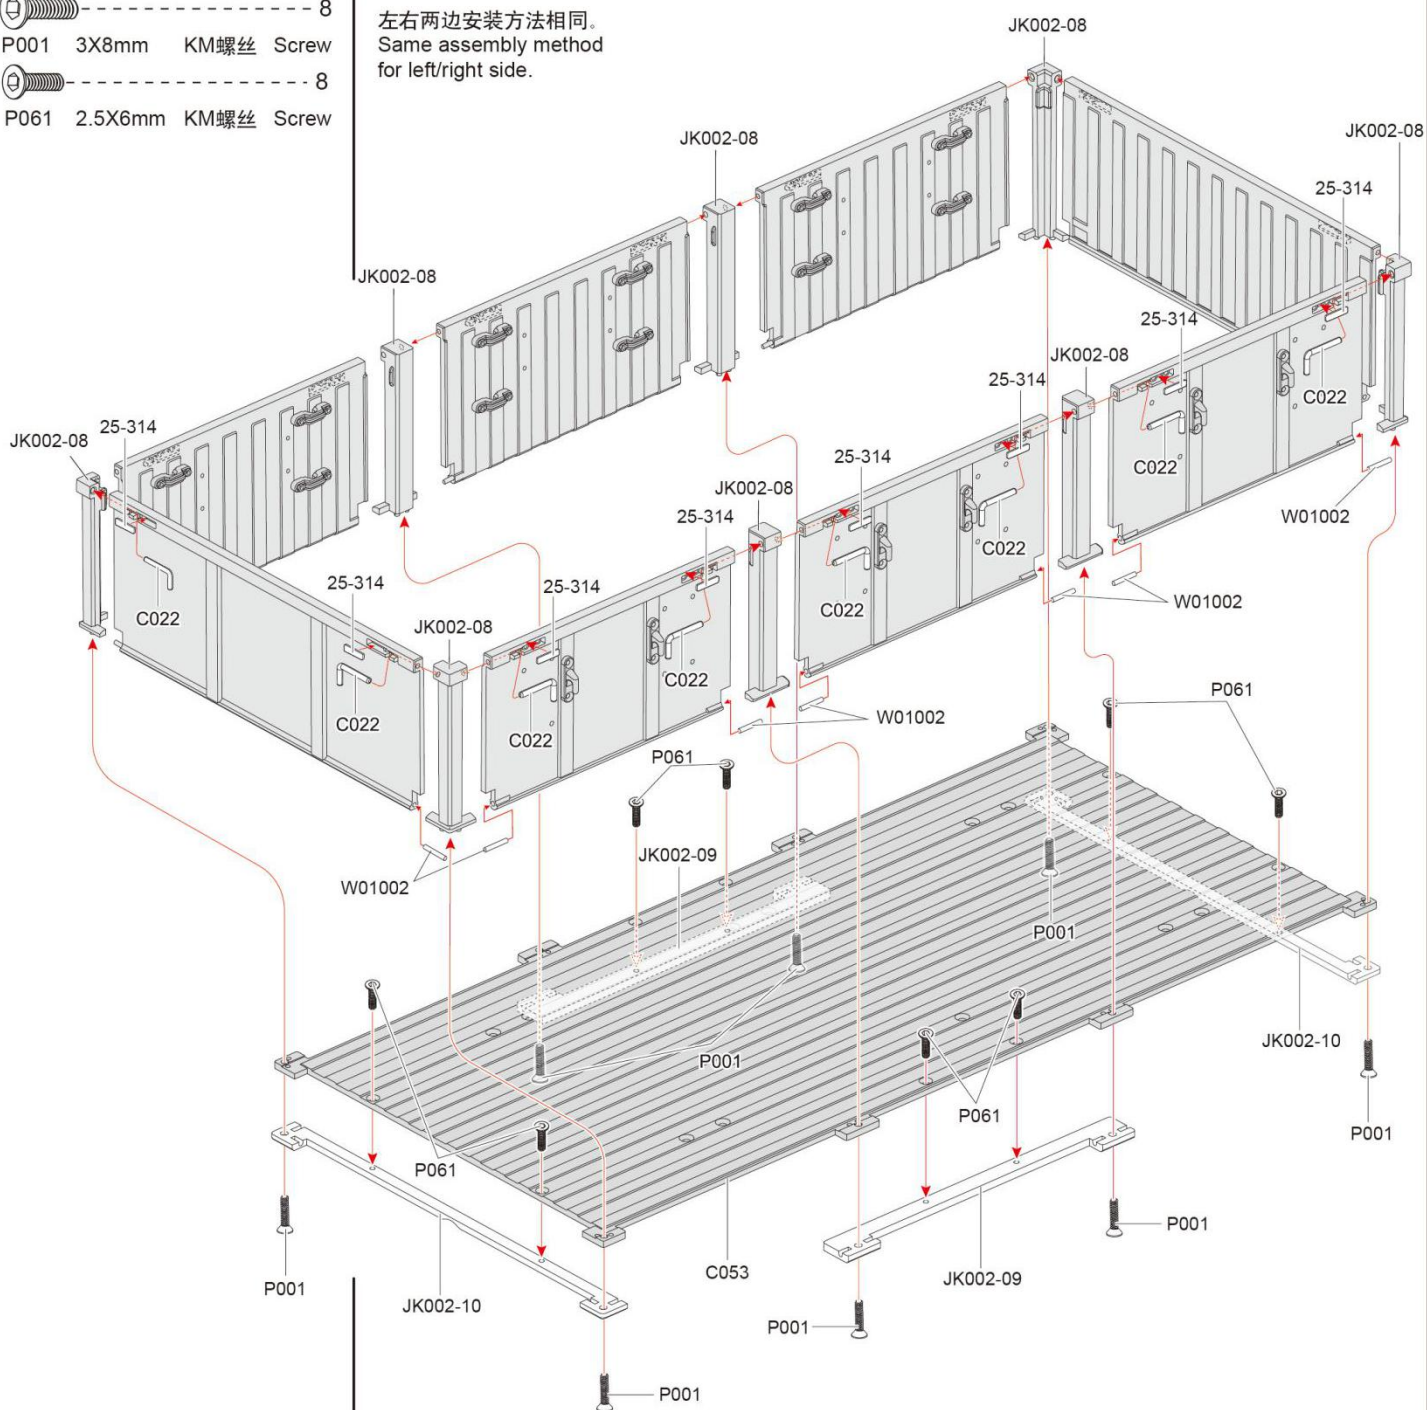 8
P001 3X8mm KM螺丝 Screw
8
P061 2.5X6mm KM螺丝 Screw
左右两边安装方法相同。
Same assembly method
for left/right side.
JK002-08
JK002-08
JK002-08
25-314
JK002-08
25-314
JK002-08
25-314
C022
JK002-08
25-314
25-314
C022
JK002-08
25-314
W01002
C022
25-314
25-314
C022
W01002
C022
JK002-08
C022
C022
P061
W01002
C022
C022
P061
JK002-09
W01002
P001
JK002-10
P001
P061
P001
P061
P001
P001
C053
JK002-09
JK002-10
P001
P001